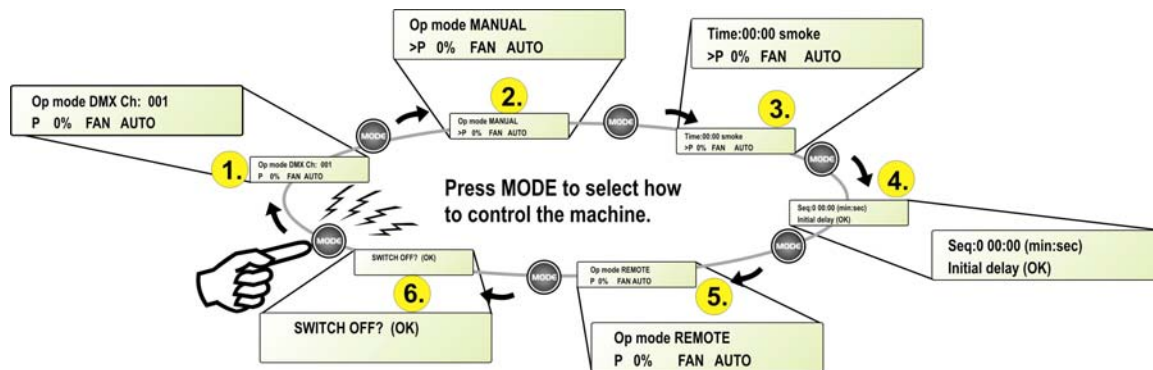 Op mode MANUAL
>P 0% FAN AUTO
Time:00:00 smoke
>P 0% FAN AUTO
Op mode DMX Ch: 001
P 0% FAN AUTO
2.
Op mode MANUAL
>P 0% FAN AUTO
MODE
MODE
3.
Time:00:00 smoke
>P 0% FAN AUTO
1.
Op mode DMX Ch: 001
P 0% FAN AUTO
MODE
4.
Press MODE to select how
to control the machine.
Seq:0 00:00 (min:sec)
Initial delay (OK)
MODE
MODE
Seq:0 00:00 (min:sec)
Initial delay (OK)
SWITCH OFF? (OK)
MODE
Op mode REMOTE
P 0% FAN AUTO
6.
5.
SWITCH OFF? (OK)
Op mode REMOTE
P 0% FAN AUTO